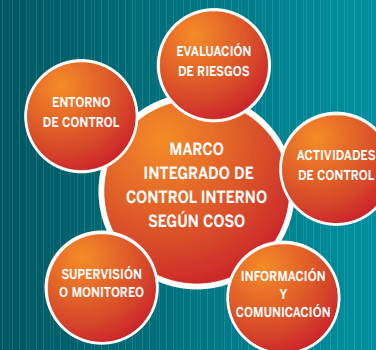 EVALUACIÓN
DE RIESGOS
ENTORNO
DE CONTROL
MARCO
INTEGRADO DE
CONTROL INTERNO
SEGÚN COSO
ACTIVIDADES
DE CONTROL
SUPERVISIÓN
O MONITOREO
INFORMACIÓN
Y
COMUNICACIÓN